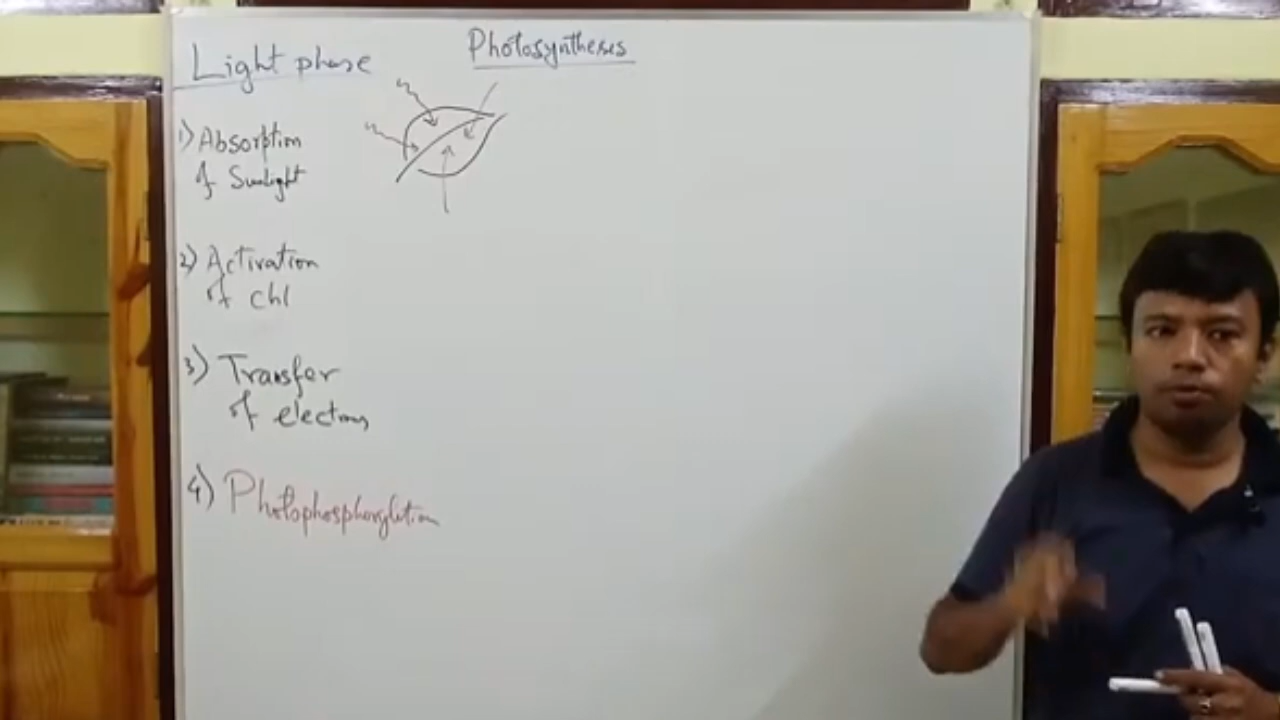 Photosyntheses
Light phase
1) Absorption
of Sunlight
2) Activation
of chl
3) Transfer
of electrons
4) Photophosphorylation